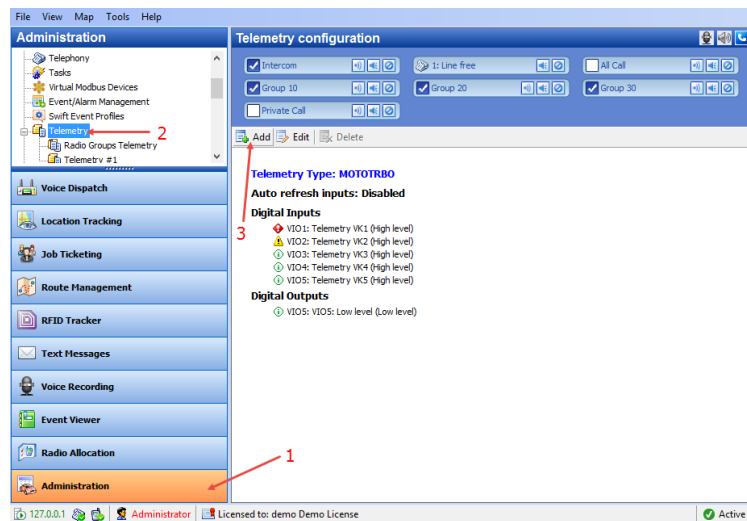 File View Map Tools Help
Administration
Telemetry configuration
Telephony
Tasks
Virtual Modbus Devices
Event/Alarm Management
Swift Event Profiles
Telemetry
2
Radio Groups Telemetry
Telemetry #1
Intercom
1: Line free
All Call
Group 10
Group 20
Group 30
Private Call
Add Edit Delete
3
Telemetry Type: MOTOTRBO
Auto refresh inputs: Disabled
Digital Inputs
VIO1: Telemetry VK1 (High level)
VIO2: Telemetry VK2 (High level)
VIO3: Telemetry VK3 (High level)
VIO4: Telemetry VK4 (High level)
VIO5: Telemetry VK5 (High level)
Digital Outputs
VIO5: VIO5: Low level (Low level)
Voice Dispatch
Location Tracking
Job Ticketing
Route Management
RFID Tracker
Text Messages
Voice Recording
Event Viewer
Radio Allocation
Administration
1
127.0.0.1 Administrator Licensed to: demo Demo License Active